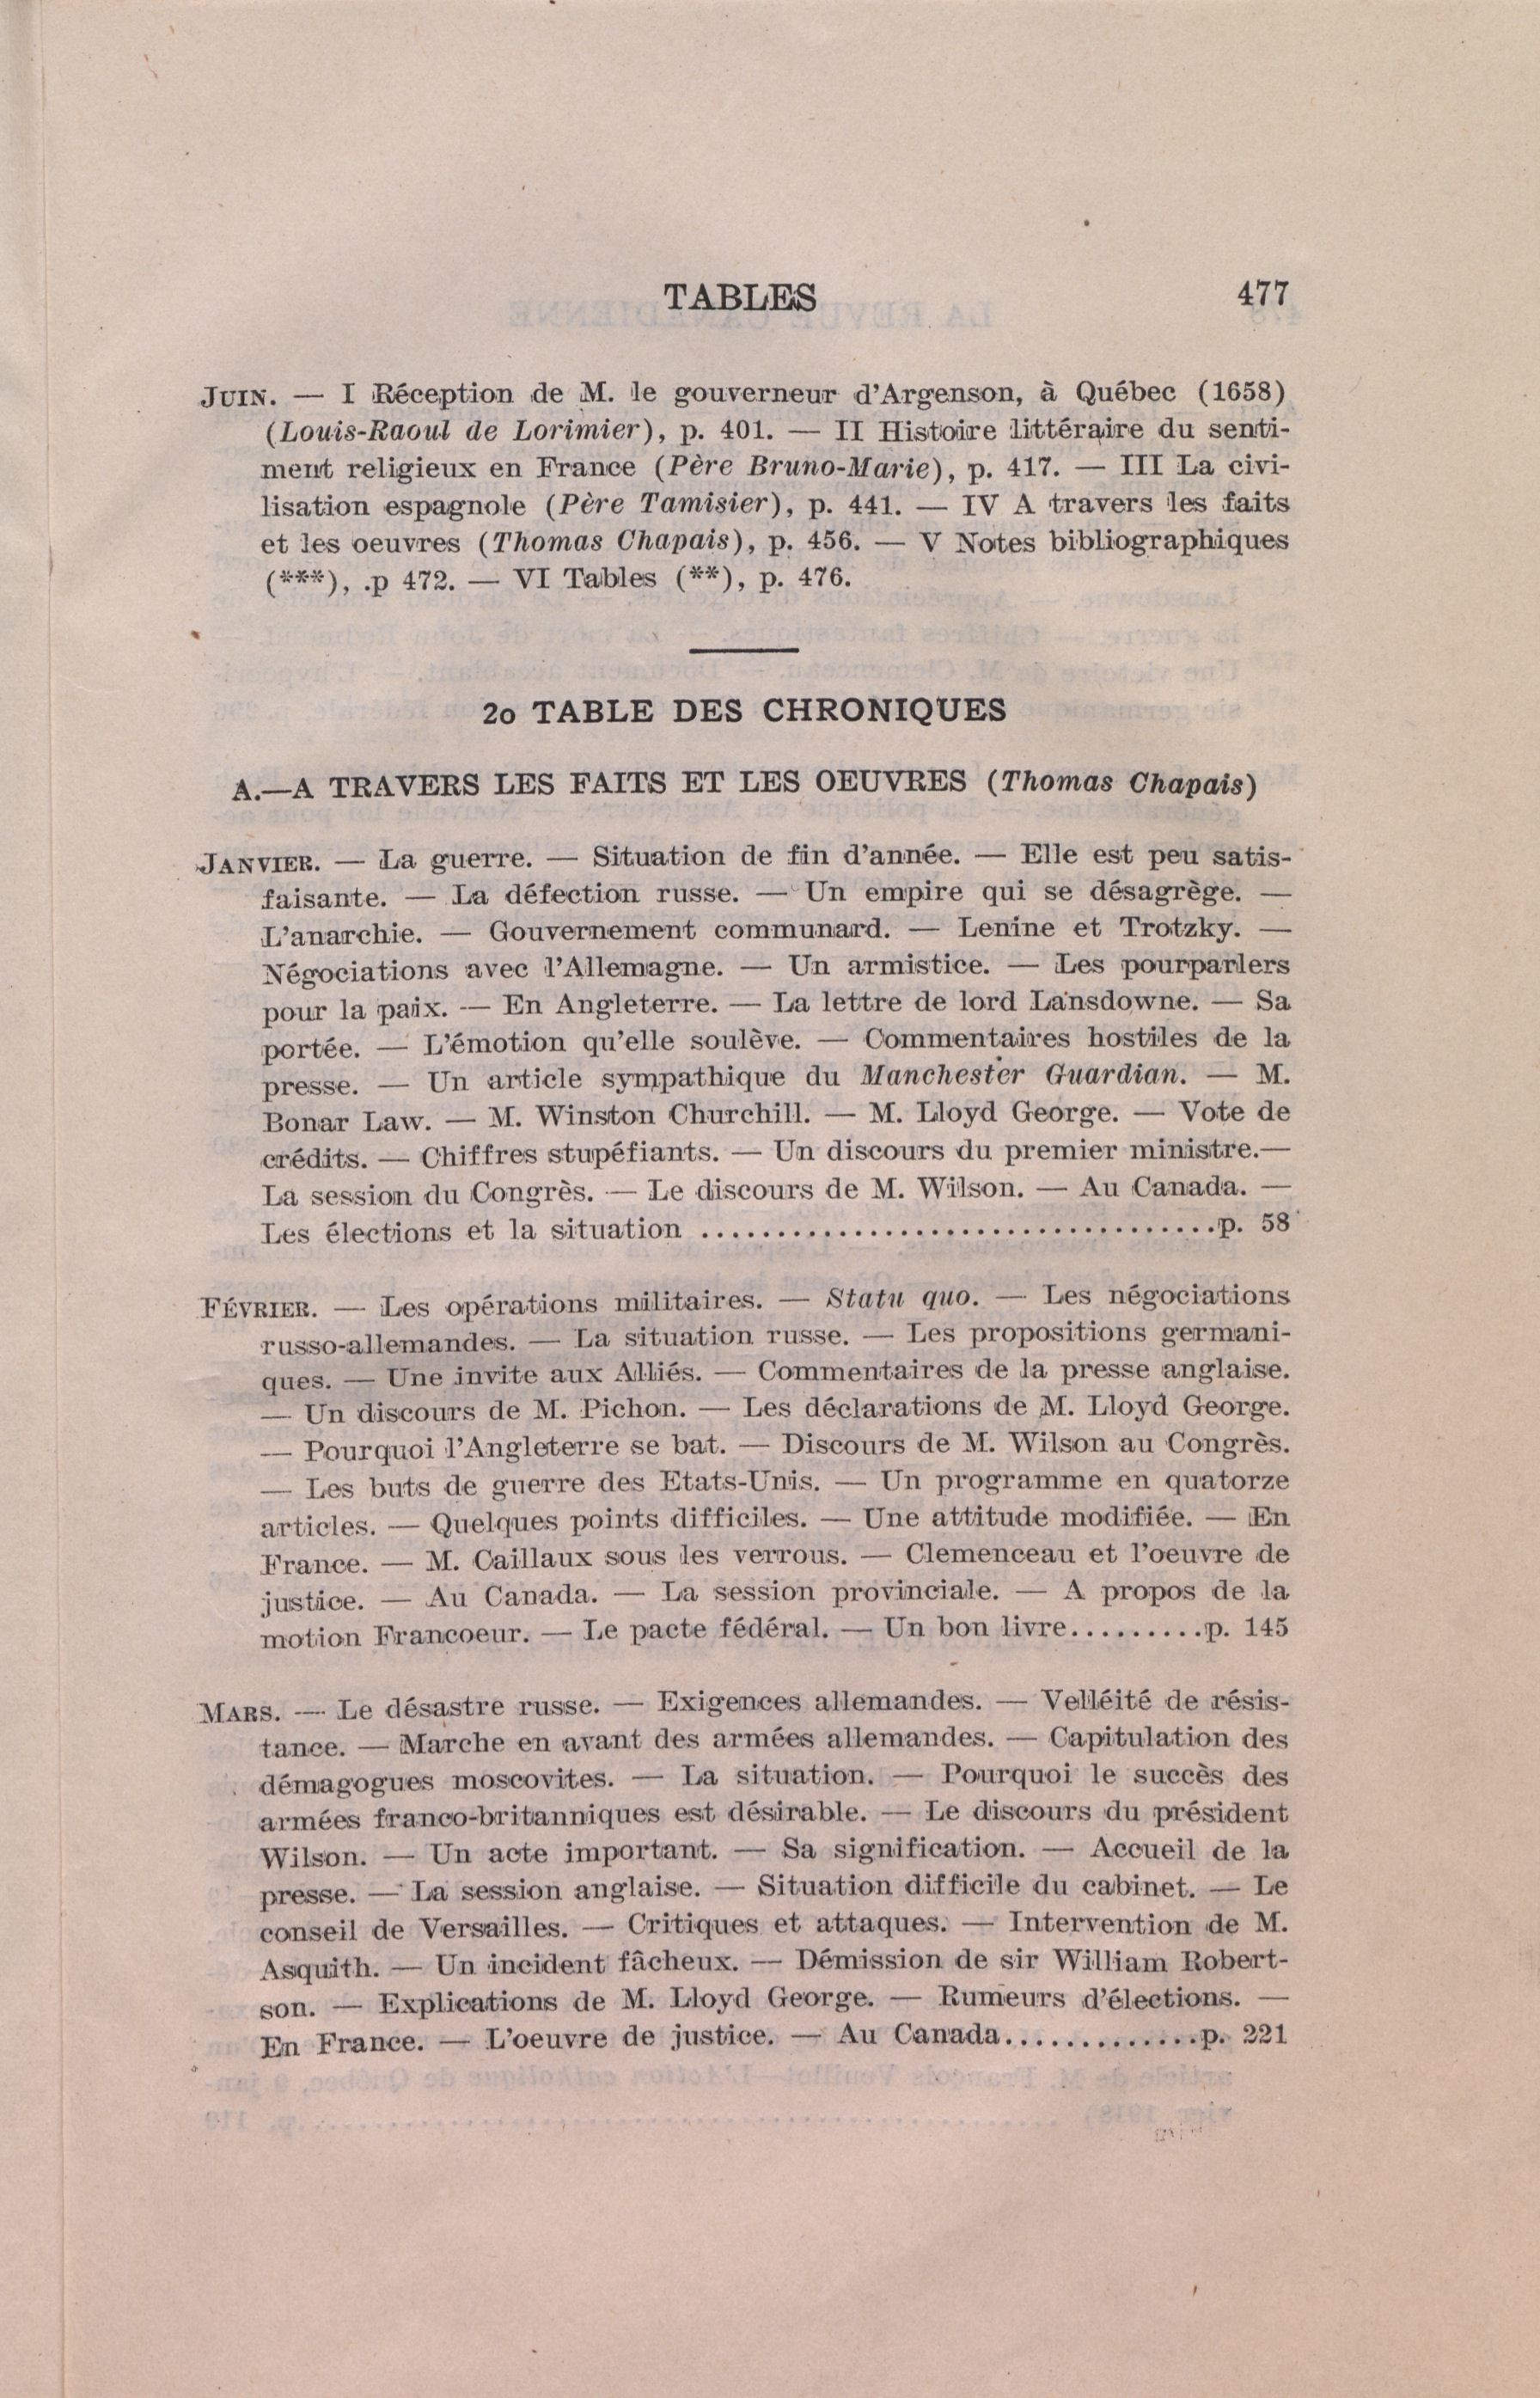 TABLES 477
JUIN. — I Réception de M. le gouverneur d'Argenson, à Québec (1658)
(Louis-Raoul de Lorimier), p. 401. — II Histoire littéraire du senti-
ment religieux en France (Père Bruno-Marie), p. 417. — III La civi-
lisation espagnole (Père Tamisier), p. 441. — IV A travers les faits
et les oeuvres (Thomas Chapais), p. 456. — V Notes bibliographiques
(***), .p 472. — VI Tables (**), p. 476.
2o TABLE DES CHRONIQUES
A.—A TRAVERS LES FAITS ET LES OEUVRES (Thomas Chapais)
JANVIER. — La guerre. — Situation de fin d'année. — Elle est peu satis-
faisante. — La défection russe. — Un empire qui se désagrège. —
L'anarchie. — Gouvernement communard. — Lenine et Trotzky. —
Négociations avec l'Allemagne. — Un armistice. — Les pourparlers
pour la paix. — En Angleterre. — La lettre de lord Lansdowne. — Sa
portée. — L'émotion qu'elle soulève. — Commentaires hostiles de la
presse. — Un article sympathique du Manchester Guardian. — M.
Bonar Law. — M. Winston Churchill. — M. Lloyd George. — Vote de
crédits. — Chiffres stupéfiants. — Un discours du premier ministre.—
La session du Congrès. — Le discours de M. Wilson. — Au Canada. —
Les élections et la situation ..................................p. 58
FÉVRIER. — Les opérations militaires. — Statu quo. — Les négociations
russo-allemandes. — La situation russe. — Les propositions germani-
ques. — Une invite aux Alliés. — Commentaires de la presse anglaise.
— Un discours de M. Pichon. — Les déclarations de M. Lloyd George.
— Pourquoi l'Angleterre se bat. — Discours de M. Wilson au Congrès.
— Les buts de guerre des Etats-Unis. — Un programme en quatorze
articles. — Quelques points difficiles. — Une attitude modifiée. — En
France. — M. Caillaux sous les verrous. — Clemenceau et l'oeuvre de
justice. — Au Canada. — La session provinciale. — A propos de la
motion Francoeur. — Le pacte fédéral. — Un bon livre.........p. 145
MARS. — Le désastre russe. — Exigences allemandes. — Velléité de résis-
tance. — Marche en avant des armées allemandes. — Capitulation des
démagogues moscovites. — La situation. — Pourquoi le succès des
armées franco-britanniques est désirable. — Le discours du président
Wilson. — Un acte important. — Sa signification. — Accueil de la
presse. — La session anglaise. — Situation difficile du cabinet. — Le
conseil de Versailles. — Critiques et attaques. — Intervention de M.
Asquith. — Un incident fâcheux. — Démission de sir William Robert-
son. — Explications de M. Lloyd George. — Rumeurs d'élections. —
En France. — L'oeuvre de justice. — Au Canada.............p. 221